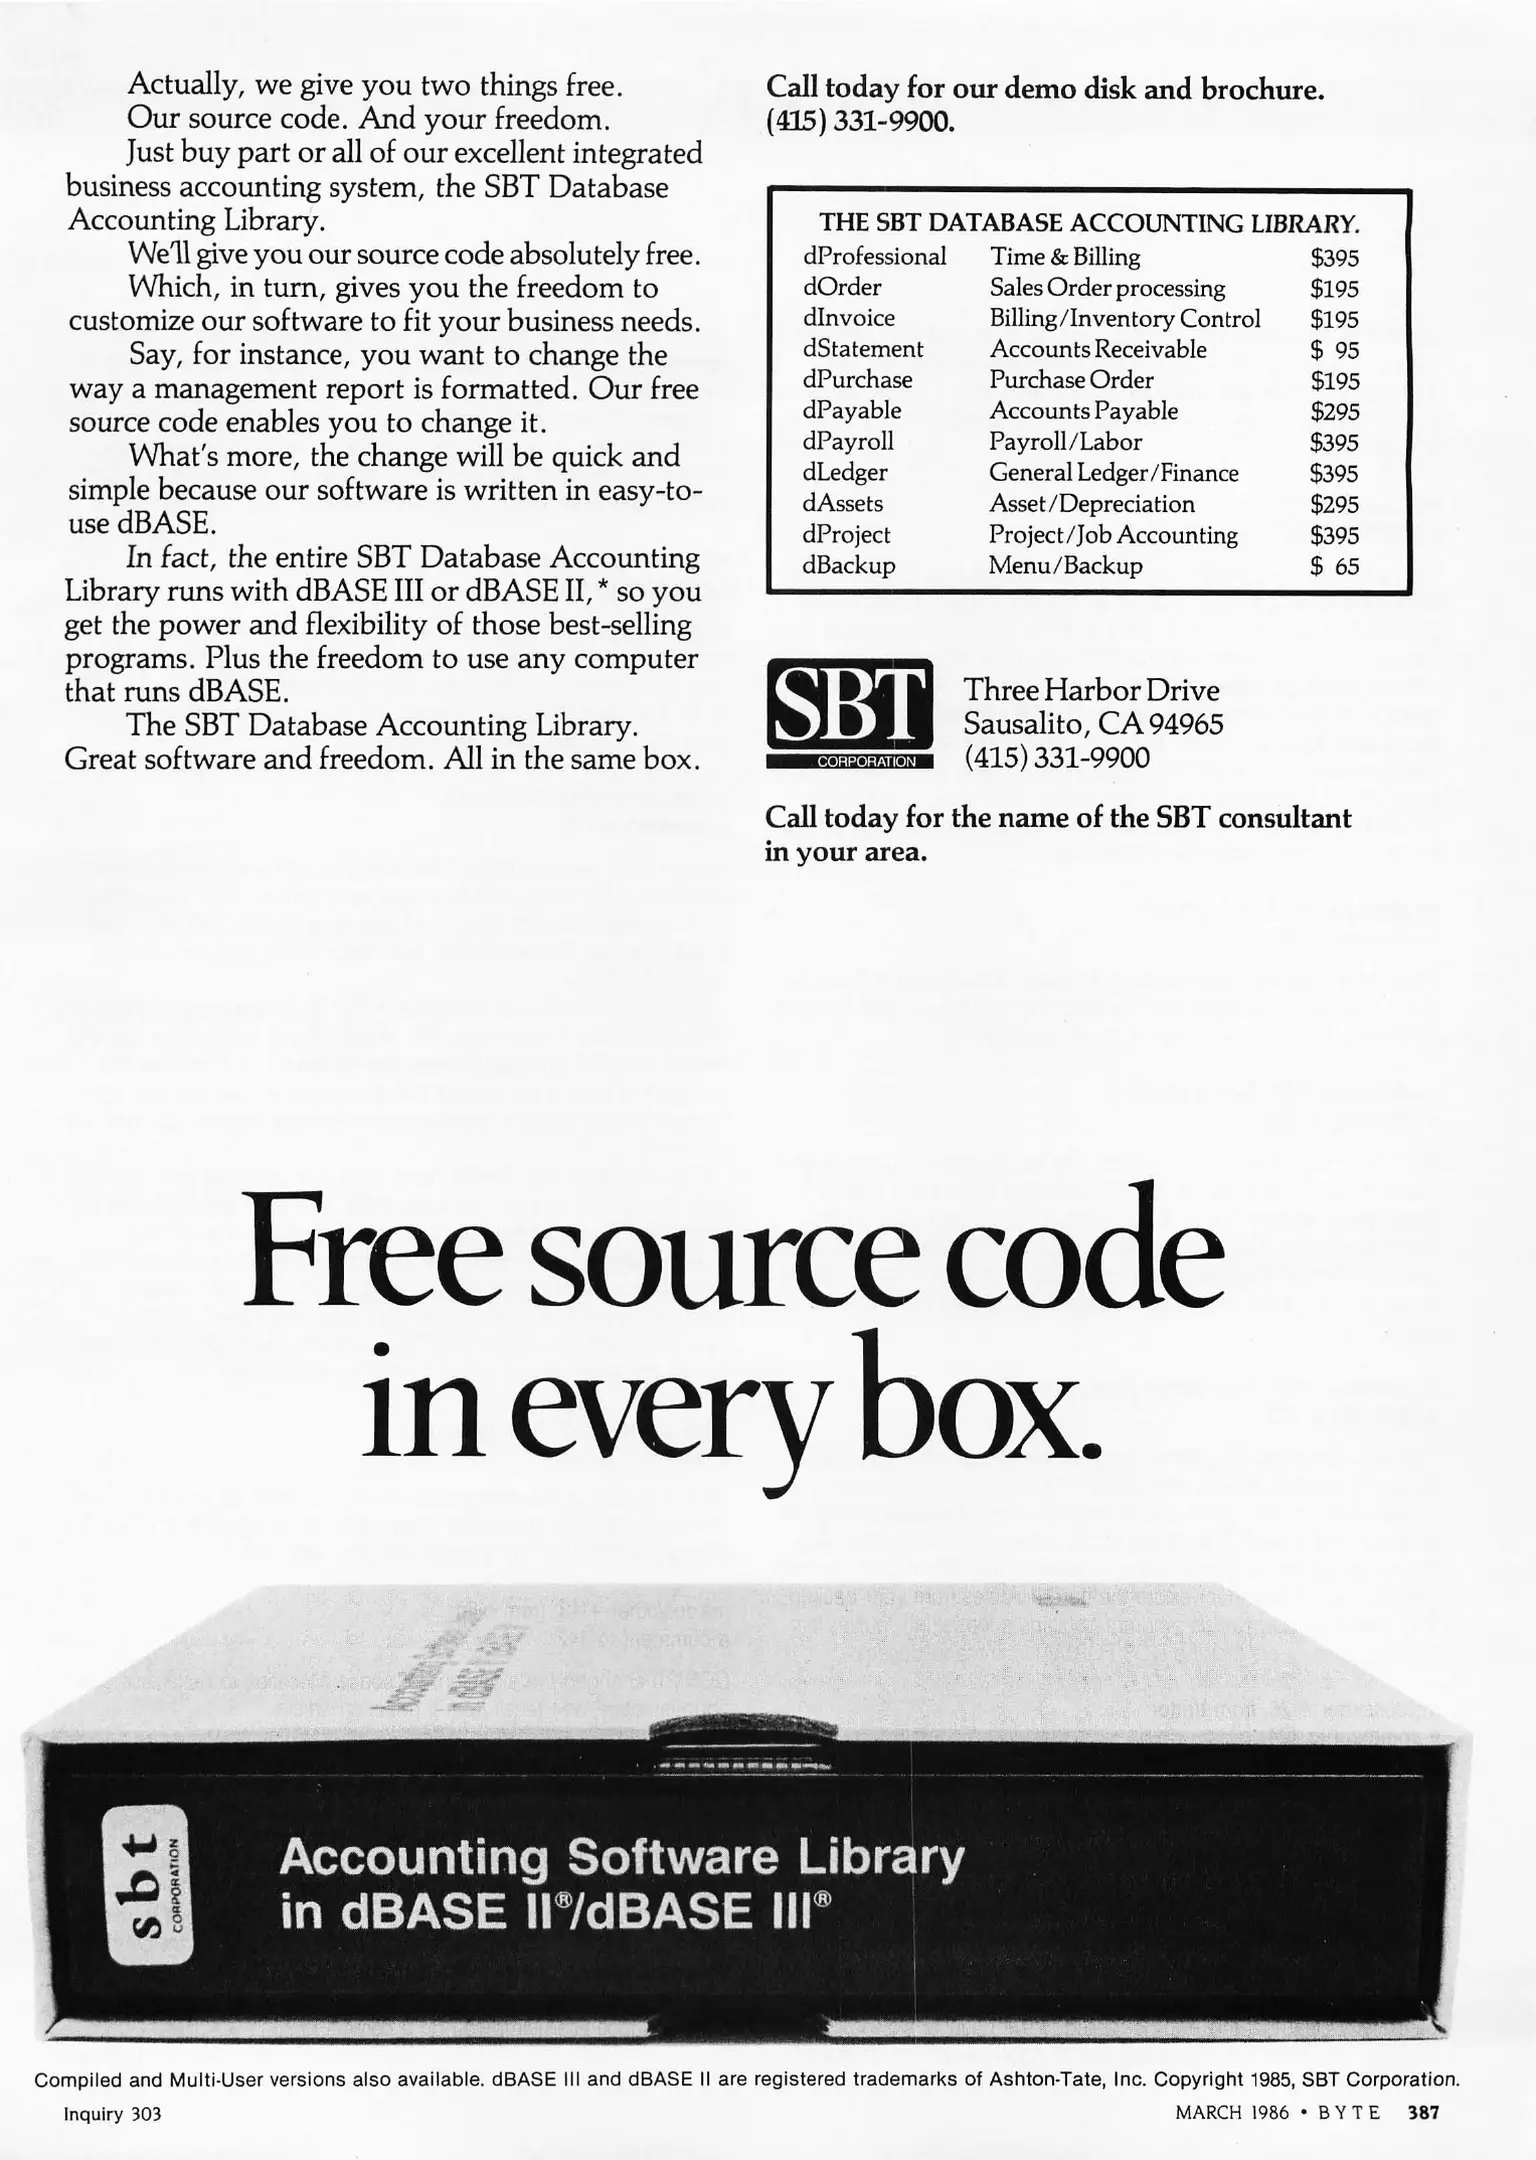 Actually, we give you two things free.
Our source code. And your freedom.
Just buy part or all of our excellent integrated
business accounting system, the SBT Database
Accounting Library.
We'll give you our source code absolutely free.
Which, in turn, gives you the freedom to
customize our software to fit your business needs.
Say, for instance, you want to change the
way a management report is formatted. Our free
source code enables you to change it.
What's more, the change will be quick and
simple because our software is written in easy-to-
use dBASE.
In fact, the entire SBT Database Accounting
Library runs with dBASE III or dBASE II,* so you
get the power and flexibility of those best-selling
programs. Plus the freedom to use any computer
that runs dBASE.
The SBT Database Accounting Library.
Great software and freedom. All in the same box.
Call today for our demo disk and brochure.
(415) 331-9900.
THE SBT DATABASE ACCOUNTING LIBRARY.
dProfessional Time & Billing $395
dOrder Sales Order processing $195
dInvoice Billing/Inventory Control $195
dStatement Accounts Receivable $ 95
dPurchase Purchase Order $195
dPayable Accounts Payable $295
dPayroll Payroll/Labor $395
dLedger General Ledger/Finance $395
dAssets Asset/Depreciation $295
dProject Project/Job Accounting $395
dBackup Menu/Backup $ 65
SBT
CORPORATION
Three Harbor Drive
Sausalito, CA 94965
(415) 331-9900
Call today for the name of the SBT consultant
in your area.
Free source code
in every box.
sbt
CORPORATION
Accounting Software Library
in dBASE II®/dBASE III®
Compiled and Multi-User versions also available. dBASE III and dBASE II are registered trademarks of Ashton-Tate, Inc. Copyright 1985, SBT Corporation.
Inquiry 303
MARCH 1986 • BYTE 387